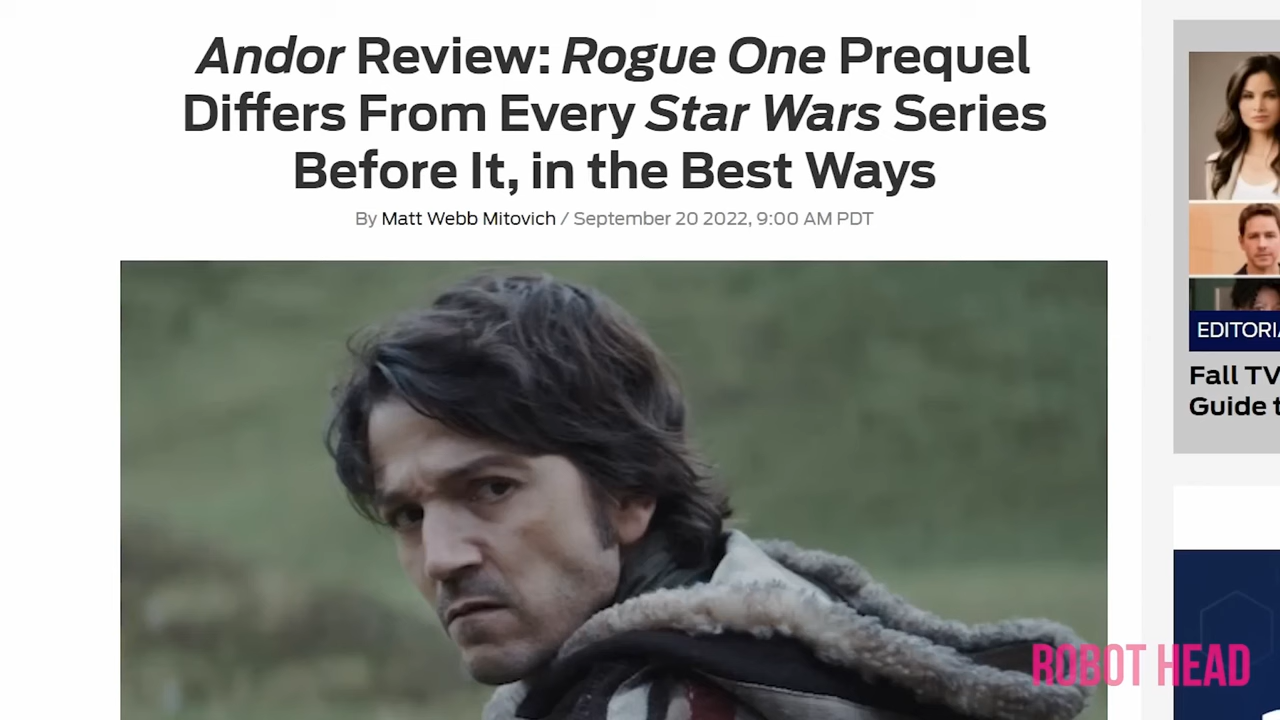 Andor Review: Rogue One Prequel
Differs From Every Star Wars Series
Before It, in the Best Ways
By Matt Webb Mitovich / September 20 2022, 9:00 AM PDT
EDITORIA
Fall TV
Guide t
ROBOT HEAD